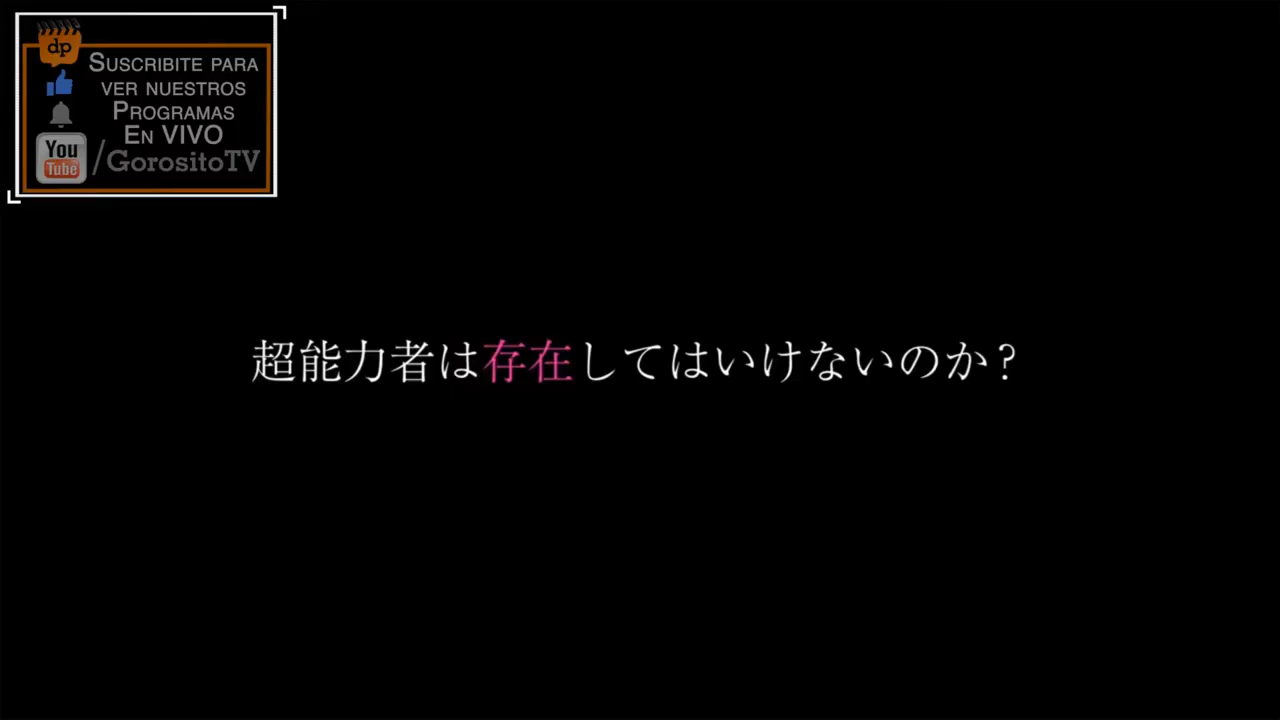 dp
SUSCRIBITE PARA
VER NUESTROS
PROGRAMAS
EN VIVO
You
Tube
/GorositoTV
超能力者は存在してはいけないのか?